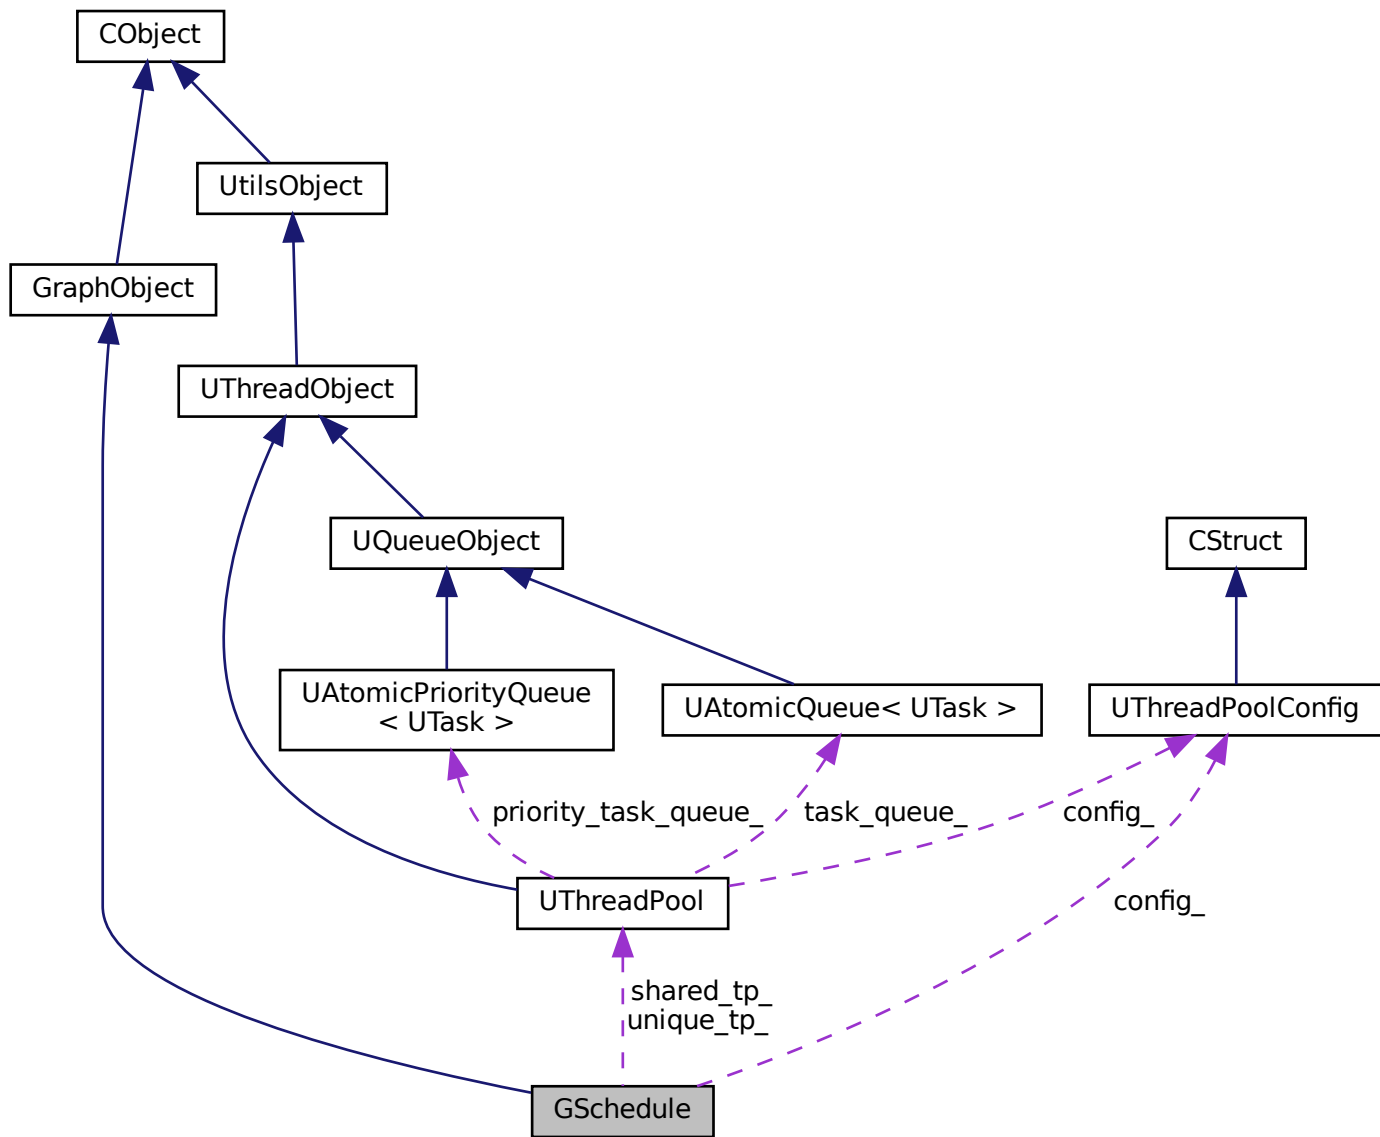 CObject
UtilsObject
GraphObject
UThreadObject
UQueueObject
CStruct
UAtomicPriorityQueue
< UTask >
UAtomicQueue< UTask >
UThreadPoolConfig
priority_task_queue_
task_queue_
config_
UThreadPool
config_
shared_tp_
unique_tp_
GSchedule